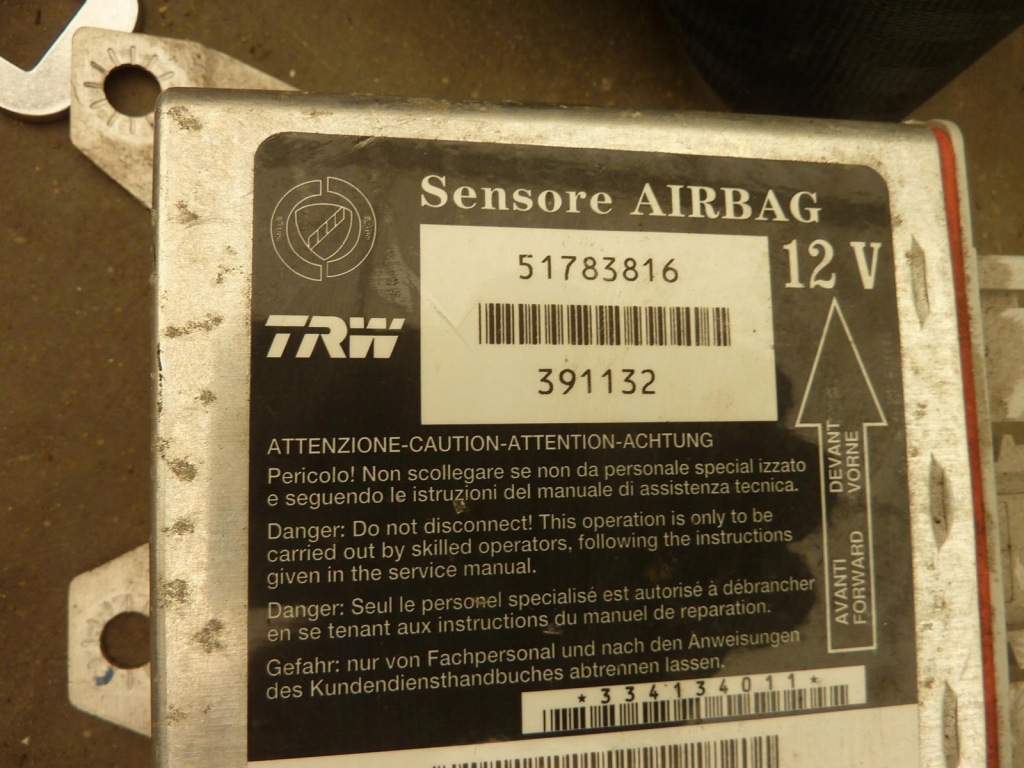 Sensore AIRBAG
51783816
12 V
TRW
391132
ATTENZIONE-CAUTION-ATTENTION-ACHTUNG
Pericolo! Non scollegare se non da personale special izzato
e seguendo le istruzioni del manuale di assistenza tecnica.
Danger: Do not disconnect! This operation is only to be
carried out by skilled operators, following the instructions
given in the service manual.
Danger: Seul le personel specialisé est autorisé à débrancher
en se tenant aux instructions du manuel de reparation.
Gefahr: nur von Fachpersonal und nach den Anweisungen
des Kundendiensthandbuches abtrennen lassen.
*334134011*
AVANTI DEVANT
FORWARD VORNE